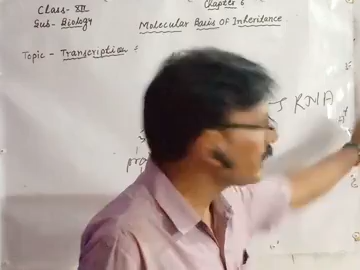 Class- XII
Chapter 6
Sub- Biology
Molecular Basis Of Inheritance
Topic - Transcription :
RNA